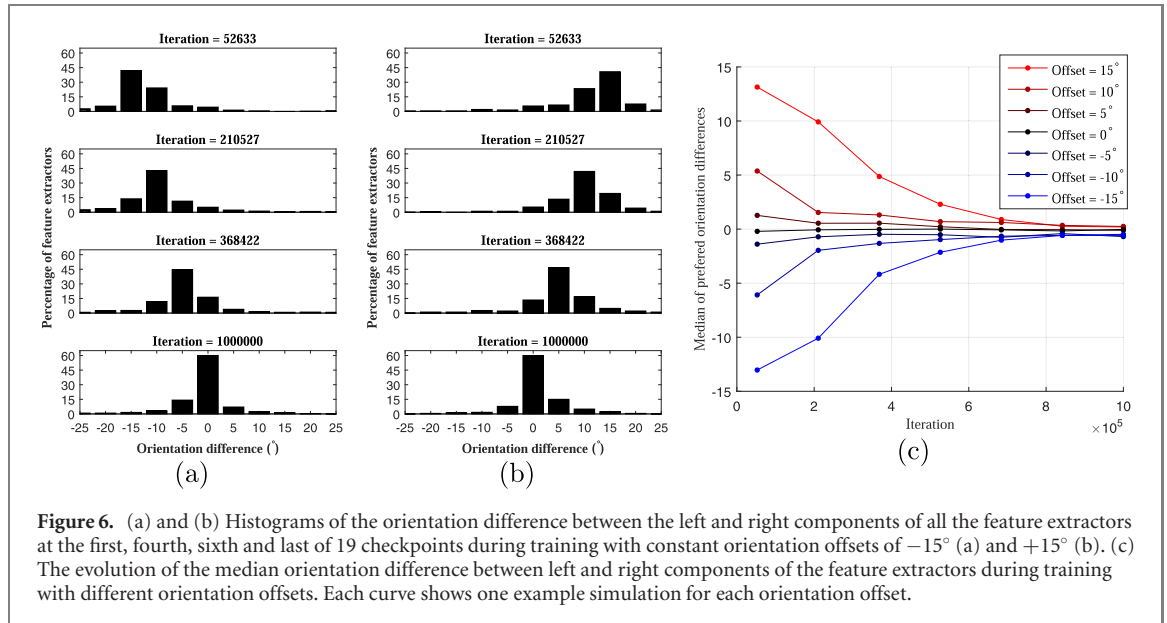 Iteration = 52633
60
45
30
15
0
Iteration = 210527
60
45
30
15
0
Iteration = 368422
60
45
30
15
0
Iteration = 1000000
60
45
30
15
0
-25 -20 -15 -10 -5 0 5 10 15 20 25
Percentage of feature extractors
Orientation difference (°)
(a)
Iteration = 52633
60
45
30
15
0
Iteration = 210527
60
45
30
15
0
Iteration = 368422
60
45
30
15
0
Iteration = 1000000
60
45
30
15
0
-25 -20 -15 -10 -5 0 5 10 15 20 25
Percentage of feature extractors
Orientation difference (°)
(b)
Offset = 15°
Offset = 10°
Offset = 5°
Offset = 0°
Offset = -5°
Offset = -10°
Offset = -15°
15
10
5
0
-5
-10
-15
Median of prefered orientation differences
0 2 4 6 8 10
Iteration
×10⁵
(c)
Figure 6. (a) and (b) Histograms of the orientation difference between the left and right components of all the feature extractors
at the first, fourth, sixth and last of 19 checkpoints during training with constant orientation offsets of −15° (a) and +15° (b). (c)
The evolution of the median orientation difference between left and right components of the feature extractors during training
with different orientation offsets. Each curve shows one example simulation for each orientation offset.